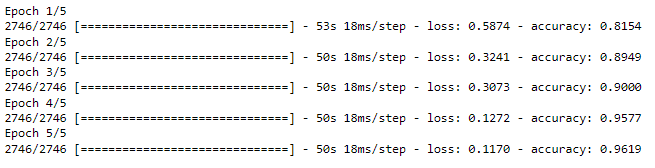 Epoch 1/5
2746/2746 [==============================] - 53s 18ms/step - loss: 0.5874 - accuracy: 0.8154
Epoch 2/5
2746/2746 [==============================] - 50s 18ms/step - loss: 0.3241 - accuracy: 0.8949
Epoch 3/5
2746/2746 [==============================] - 50s 18ms/step - loss: 0.3073 - accuracy: 0.9000
Epoch 4/5
2746/2746 [==============================] - 50s 18ms/step - loss: 0.1272 - accuracy: 0.9577
Epoch 5/5
2746/2746 [==============================] - 50s 18ms/step - loss: 0.1170 - accuracy: 0.9619